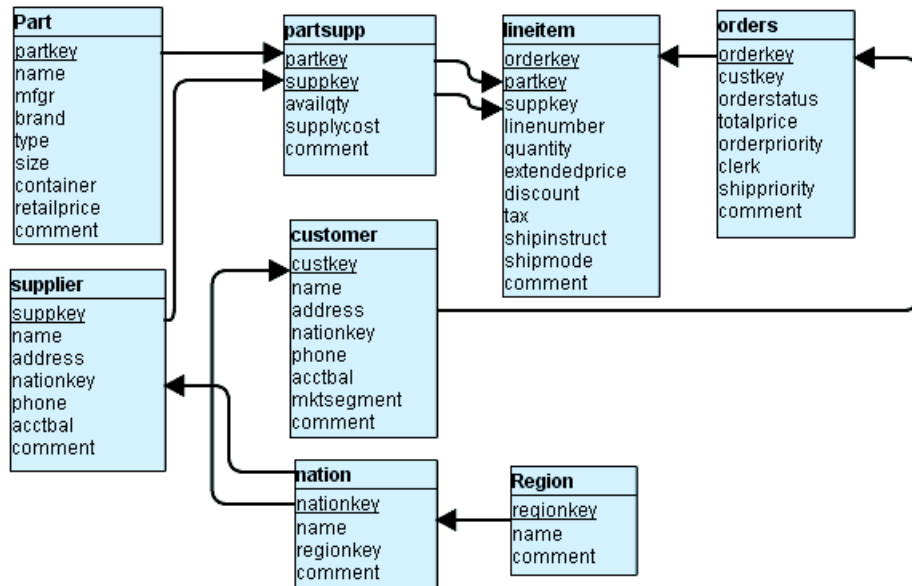 Part
partkey
name
mfgr
brand
type
size
container
retailprice
comment
partsupp
partkey
suppkey
availqty
supplycost
comment
lineitem
orderkey
partkey
suppkey
linenumber
quantity
extendedprice
discount
tax
shipinstruct
shipmode
comment
orders
orderkey
custkey
orderstatus
totalprice
orderpriority
clerk
shippriority
comment
supplier
suppkey
name
address
nationkey
phone
acctbal
comment
customer
custkey
name
address
nationkey
phone
acctbal
mktsegment
comment
nation
nationkey
name
regionkey
comment
Region
regionkey
name
comment